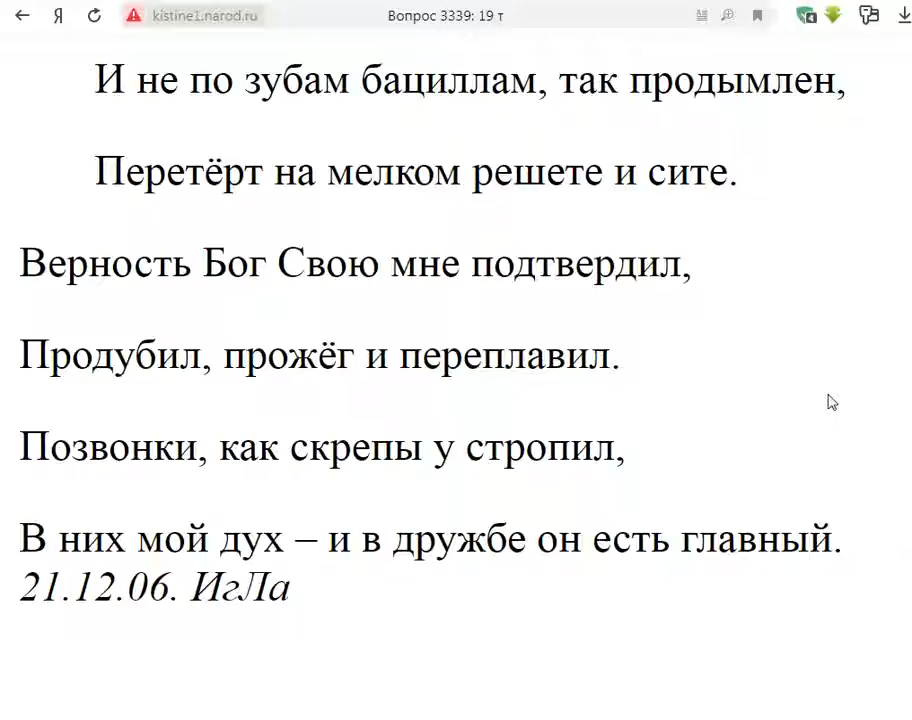 Я kistine1.narod.ru Вопрос 3339: 19 т 4
И не по зубам бациллам, так продымлен,
Перетёрт на мелком решете и сите.
Верность Бог Свою мне подтвердил,
Продубил, прожёг и переплавил.
Позвонки, как скрепы у стропил,
В них мой дух – и в дружбе он есть главный.
21.12.06. ИгЛа